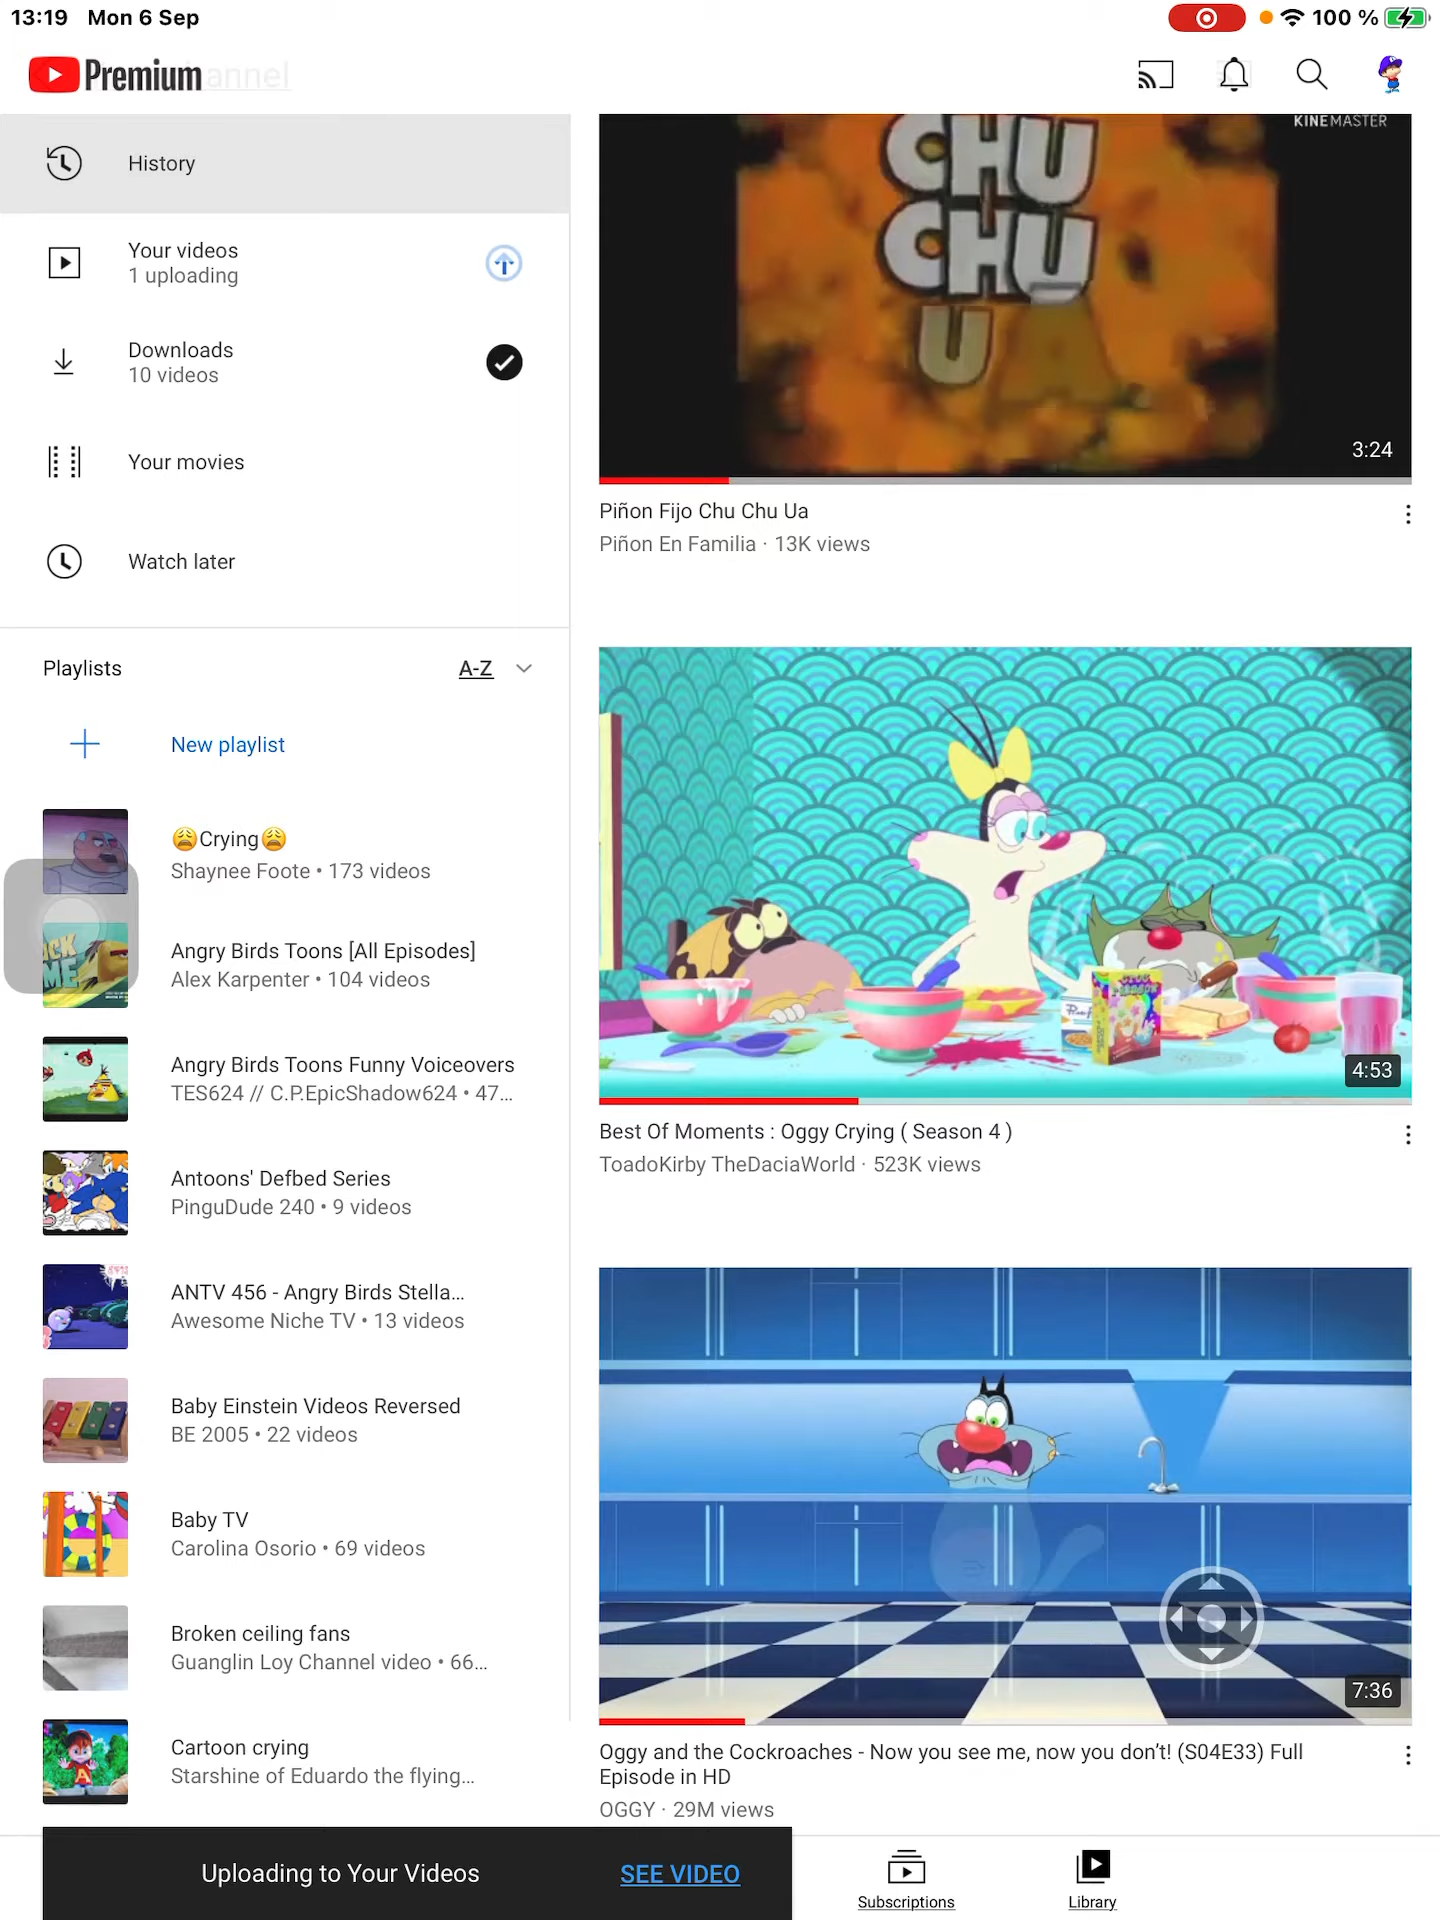 13:19 Mon 6 Sep
100 %
Premium
History
Your videos
1 uploading
Downloads
10 videos
Your movies
Watch later
Playlists
A-Z
New playlist
😩Crying😩
Shaynee Foote • 173 videos
Angry Birds Toons [All Episodes]
Alex Karpenter • 104 videos
Angry Birds Toons Funny Voiceovers
TES624 // C.P.EpicShadow624 • 47...
Antoons' Defbed Series
PinguDude 240 • 9 videos
ANTV 456 - Angry Birds Stella...
Awesome Niche TV • 13 videos
Baby Einstein Videos Reversed
BE 2005 • 22 videos
Baby TV
Carolina Osorio • 69 videos
Broken ceiling fans
Guanglin Loy Channel video • 66...
Cartoon crying
Starshine of Eduardo the flying...
KINEMASTER
CHU
CHU
U
3:24
Piñon Fijo Chu Chu Ua
Piñon En Familia · 13K views
4:53
Best Of Moments : Oggy Crying ( Season 4 )
ToadoKirby TheDaciaWorld · 523K views
7:36
Oggy and the Cockroaches - Now you see me, now you don't! (S04E33) Full
Episode in HD
OGGY · 29M views
Uploading to Your Videos
SEE VIDEO
Subscriptions
Library